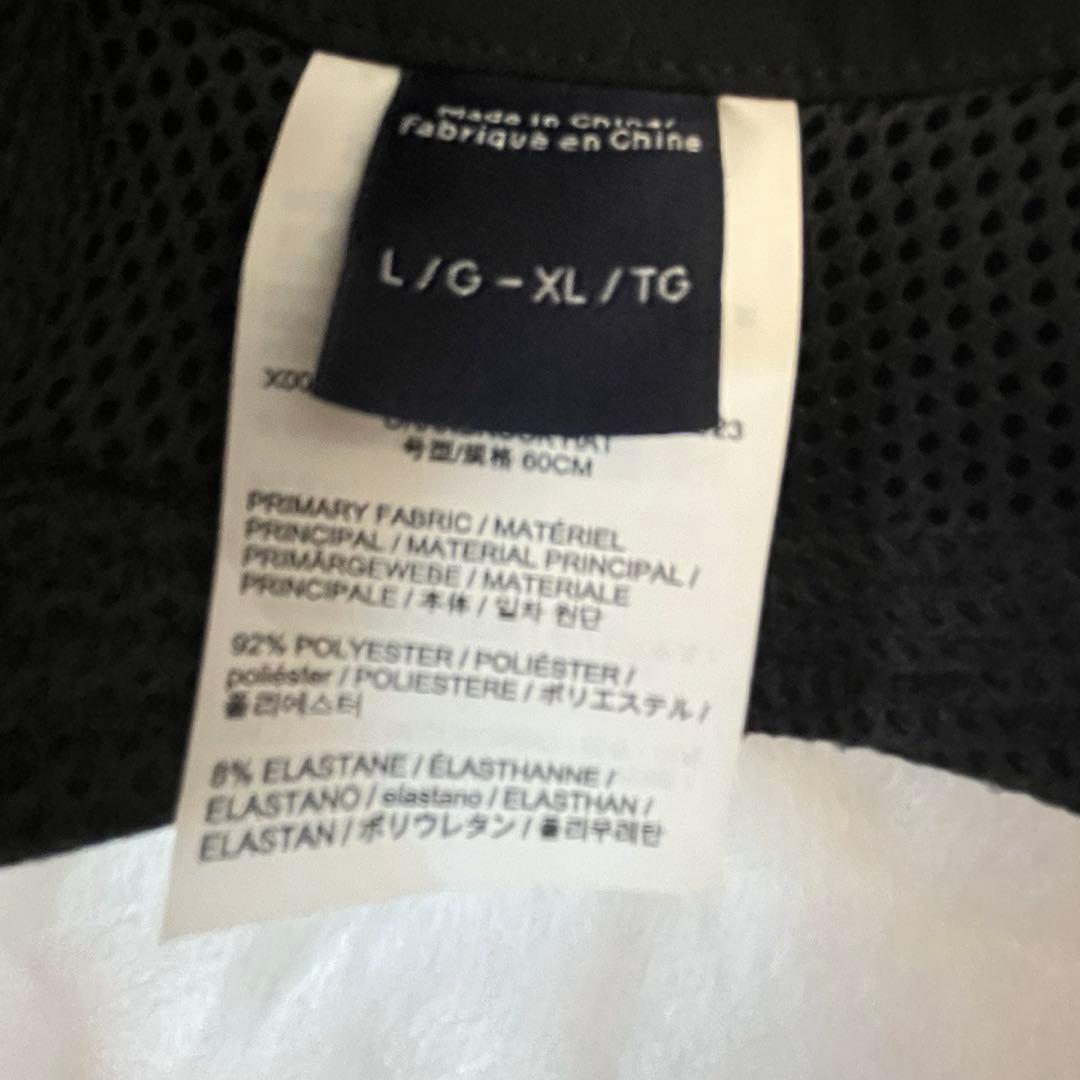 Made in China/
Fabriqué en Chine
L/G-XL/TG
X00
HAT 23
号型/规格 60CM
PRIMARY FABRIC / MATÉRIEL
PRINCIPAL / MATERIAL PRINCIPAL /
PRIMÄRGEWEBE / MATERIALE
PRINCIPALE / 本体 / 일차 원단
92% POLYESTER / POLIÉSTER /
poliéster / POLIESTERE / ポリエステル /
폴리에스터
8% ELASTANE / ÉLASTHANNE /
ELASTANO / elastano / ELASTHAN /
ELASTAN / ポリウレタン / 폴리우레탄